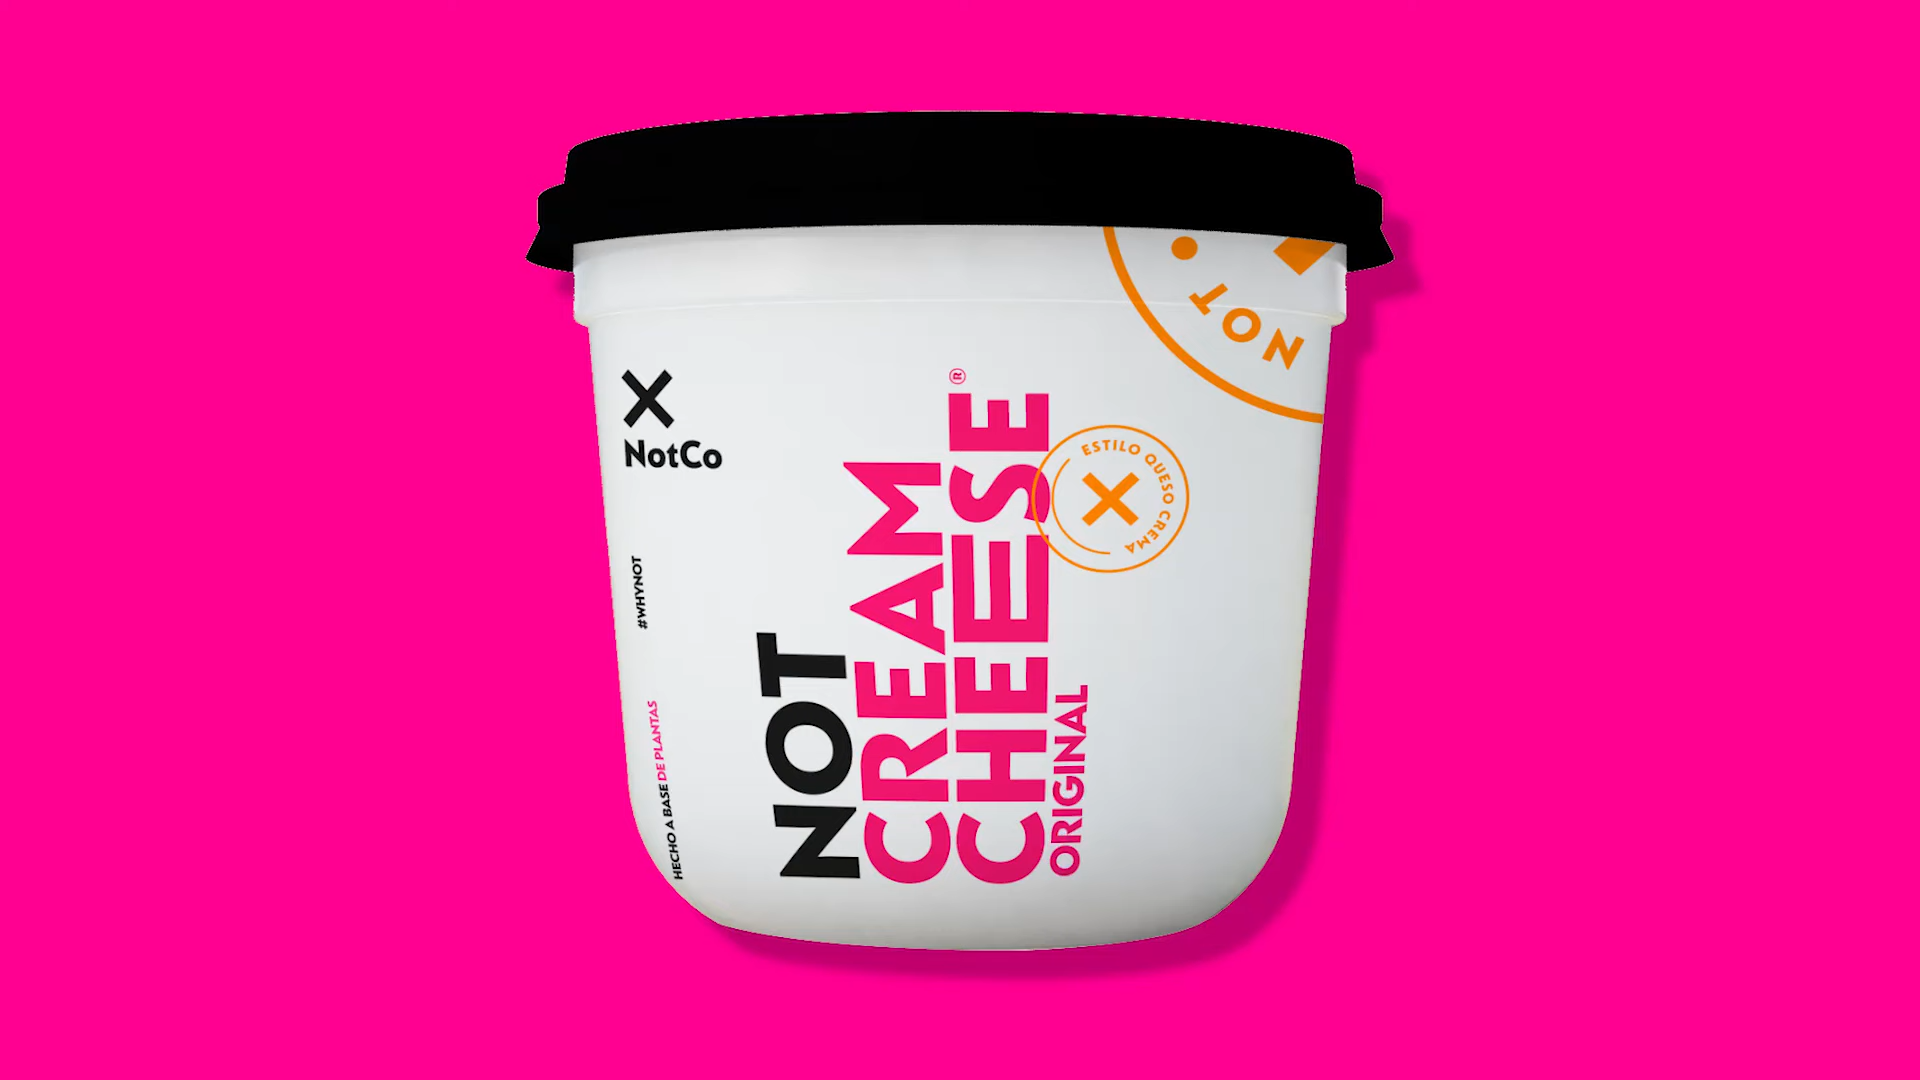 NOT
NotCo
#WHYNOT
HECHO A BASE DE PLANTAS
NOT
CREAM
CHEESE®
ORIGINAL
ESTILO QUESO CREMA